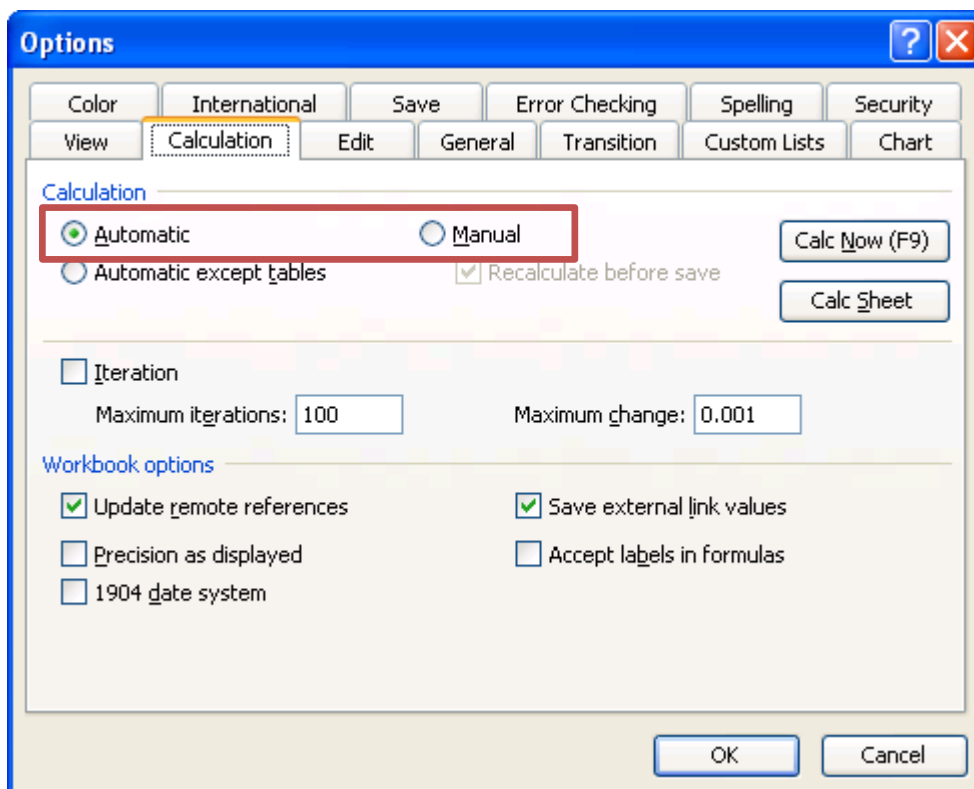 Options
Color International Save Error Checking Spelling Security
View Calculation Edit General Transition Custom Lists Chart
Calculation
Automatic Manual Calc Now (F9)
Automatic except tables Recalculate before save
Calc Sheet
Iteration
Maximum iterations: 100 Maximum change: 0.001
Workbook options
Update remote references Save external link values
Precision as displayed Accept labels in formulas
1904 date system
OK Cancel